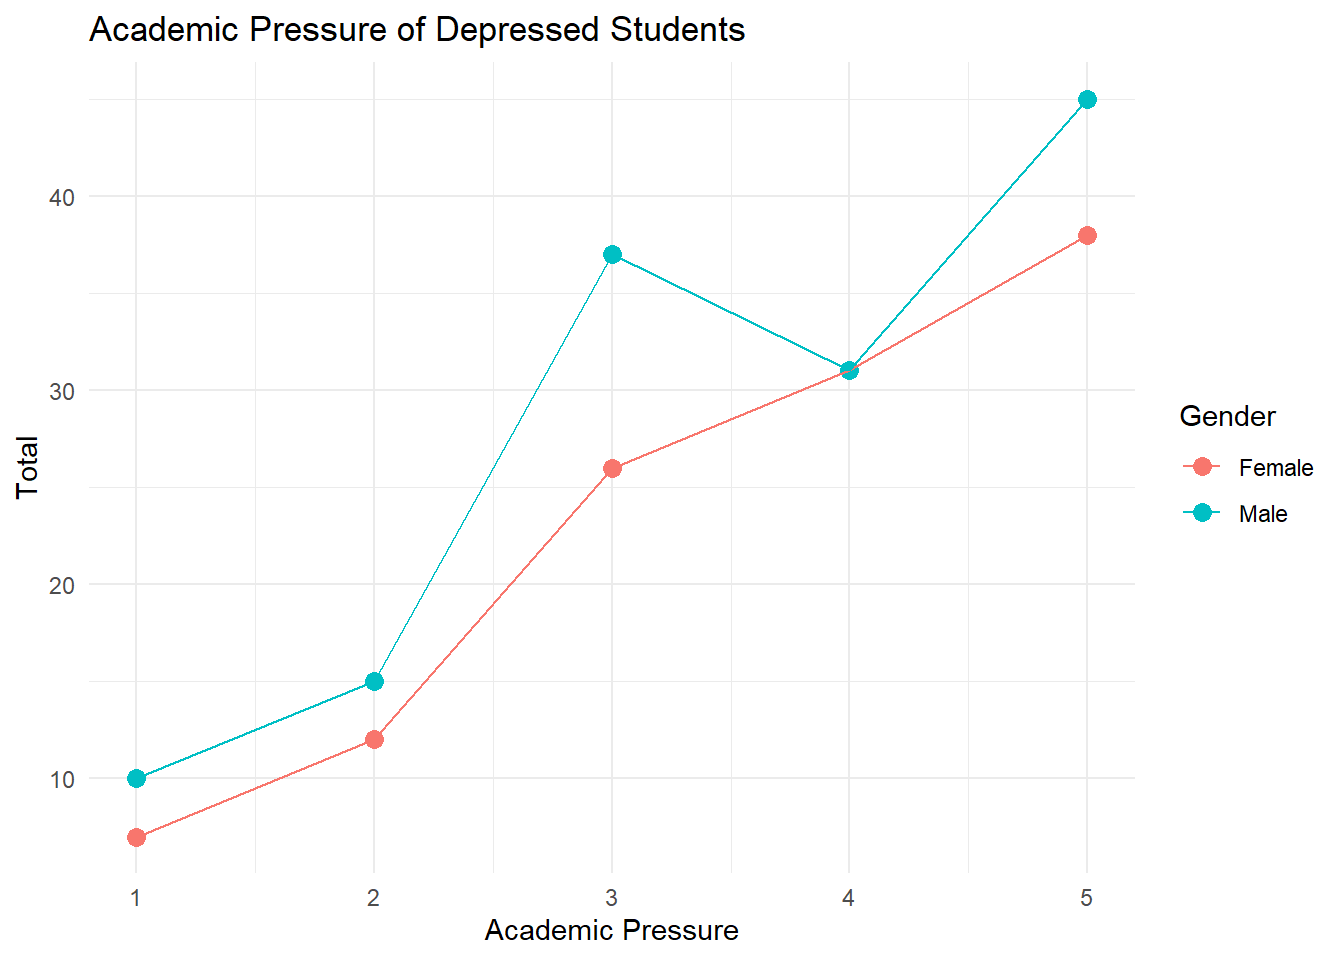 Academic Pressure of Depressed Students
Total
40
30
20
10
1 2 3 4 5
Academic Pressure
Gender
Female
Male